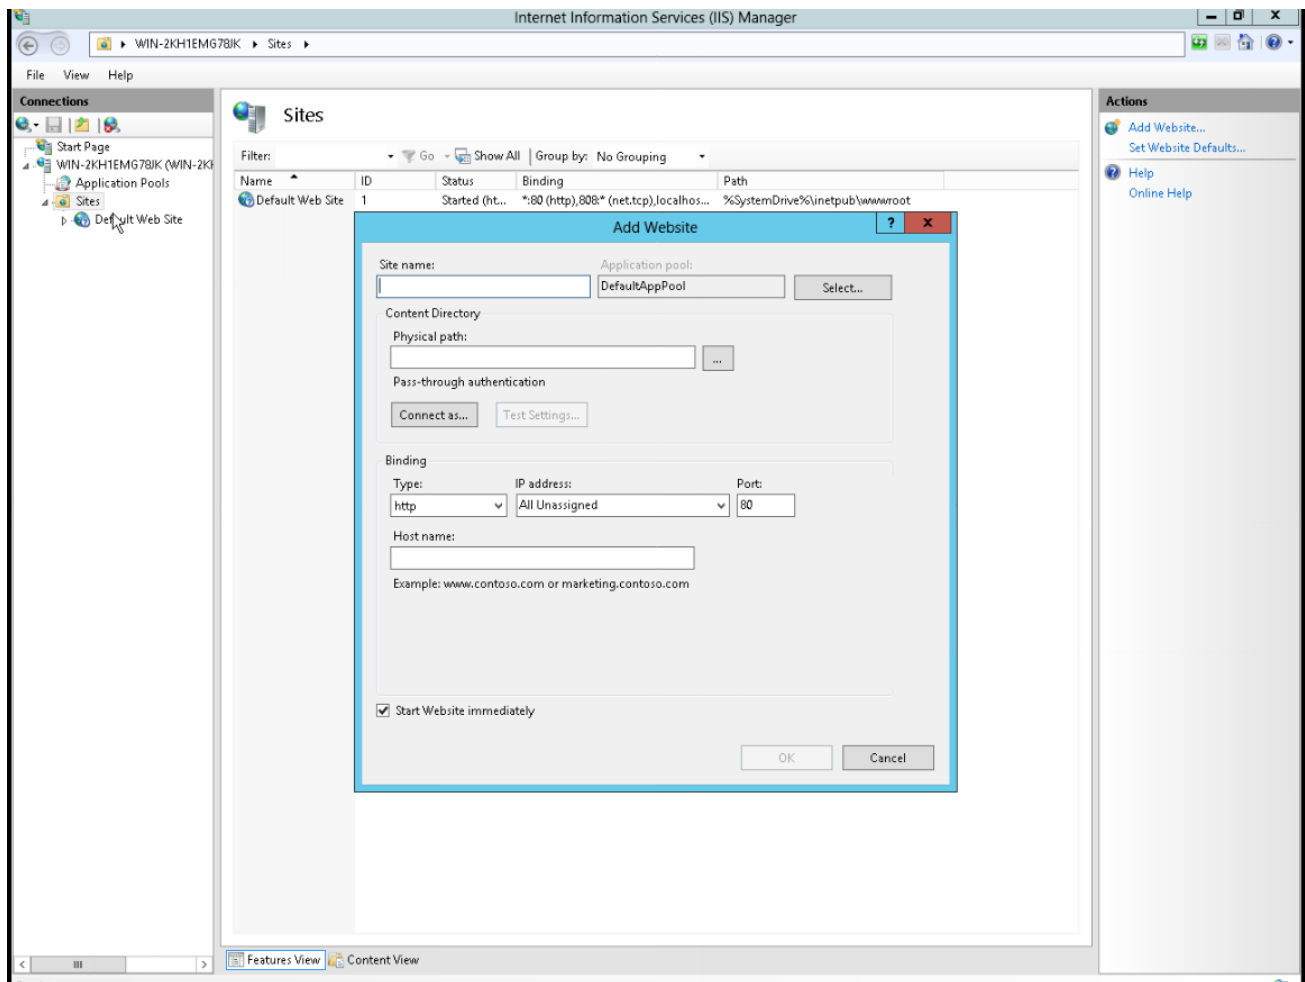 Internet Information Services (IIS) Manager
WIN-2KH1EMG78JK Sites
File View Help
Connections
Start Page
WIN-2KH1EMG78JK (WIN-2KH
Application Pools
Sites
Default Web Site
Sites
Filter: Go Show All Group by: No Grouping
Name ID Status Binding Path
Default Web Site 1 Started (ht... *:80 (http),808:* (net.tcp),localhos... %SystemDrive%\inetpub\wwwroot
Add Website ? x
Site name: Application pool:
DefaultAppPool Select...
Content Directory
Physical path:
...
Pass-through authentication
Connect as... Test Settings...
Binding
Type: IP address: Port:
http All Unassigned 80
Host name:
Example: www.contoso.com or marketing.contoso.com
Start Website immediately
OK Cancel
Features View Content View
Actions
Add Website...
Set Website Defaults...
Help
Online Help